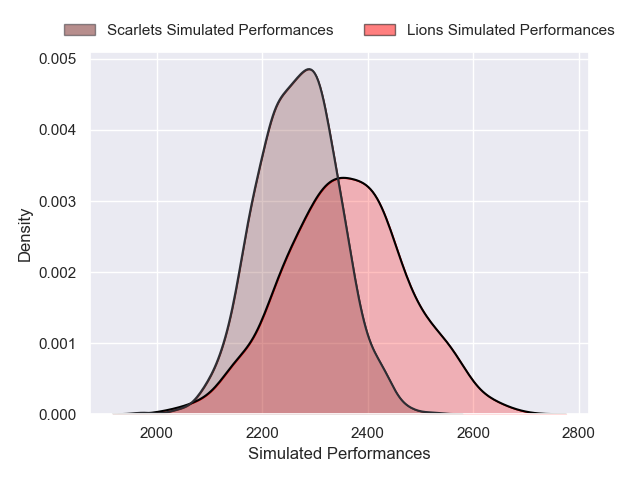 Scarlets Simulated Performances Lions Simulated Performances
0.005
0.004
0.003
0.002
0.001
0.000
Density
2000 2200 2400 2600 2800
Simulated Performances